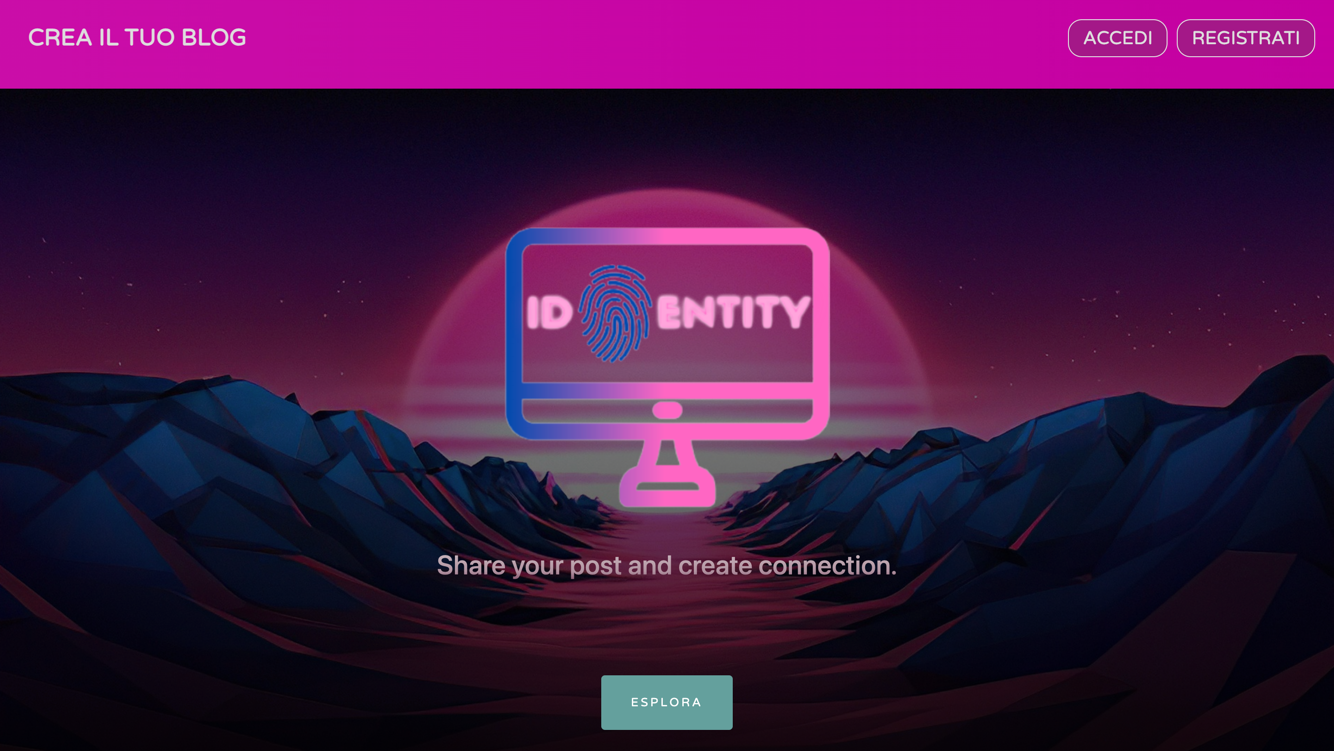 CREA IL TUO BLOG
ACCEDI
REGISTRATI
ID ENTITY
Share your post and create connection.
ESPLORA